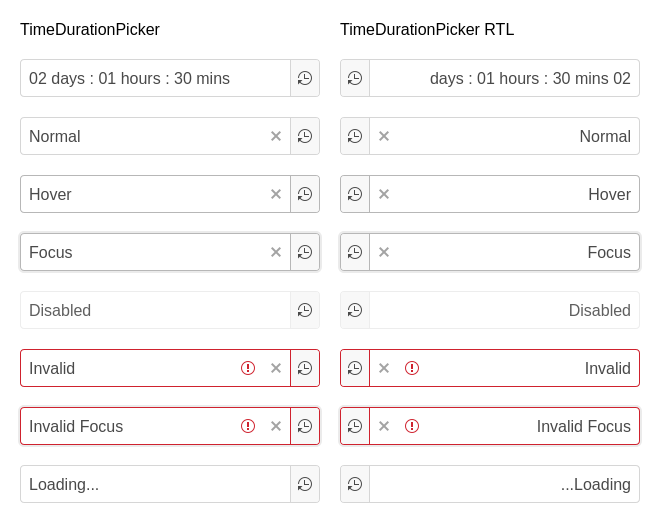 TimeDurationPicker
TimeDurationPicker RTL
02 days : 01 hours : 30 mins
days : 01 hours : 30 mins 02
Normal
Normal
Hover
Hover
Focus
Focus
Disabled
Disabled
Invalid
Invalid
Invalid Focus
Invalid Focus
Loading...
...Loading